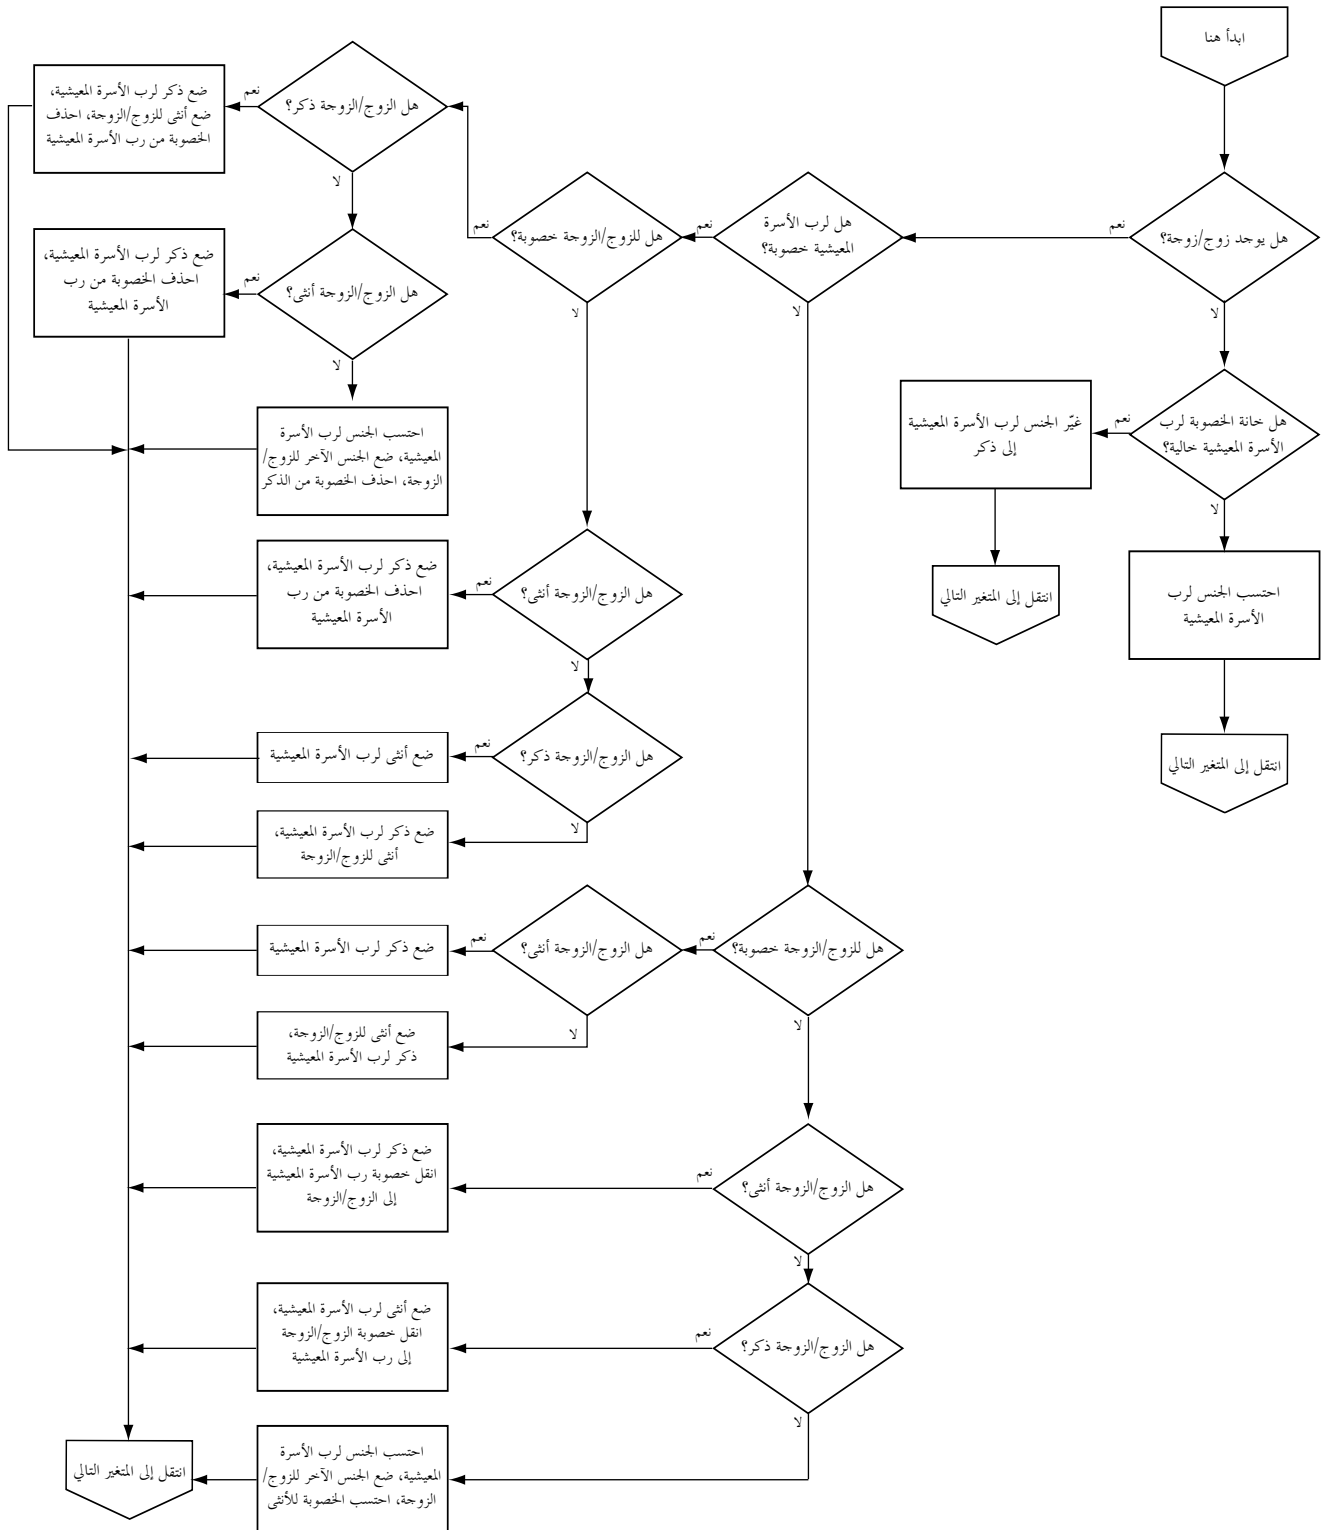 ابدأ هنا
هل يوجد زوج/زوجة؟
نعم
لا
هل خانة الخصوبة لرب
الأسرة المعيشية خالية؟
نعم
لا
غيّر الجنس لرب الأسرة المعيشية
إلى ذكر
انتقل إلى المتغير التالي
احتسب الجنس لرب
الأسرة المعيشية
انتقل إلى المتغير التالي
هل لرب الأسرة
المعيشية خصوبة؟
نعم
لا
هل للزوج/الزوجة خصوبة؟
نعم
لا
هل الزوج/الزوجة ذكر؟
نعم
لا
ضع ذكر لرب الأسرة المعيشية،
ضع أنثى للزوج/الزوجة، احذف
الخصوبة من رب الأسرة المعيشية
هل الزوج/الزوجة أنثى؟
نعم
لا
ضع ذكر لرب الأسرة المعيشية،
احذف الخصوبة من رب
الأسرة المعيشية
احتسب الجنس لرب الأسرة
المعيشية، ضع الجنس الآخر للزوج/
الزوجة، احذف الخصوبة من الذكر
هل الزوج/الزوجة أنثى؟
نعم
لا
ضع ذكر لرب الأسرة المعيشية،
احذف الخصوبة من رب
الأسرة المعيشية
هل الزوج/الزوجة ذكر؟
نعم
لا
ضع أنثى لرب الأسرة المعيشية
ضع ذكر لرب الأسرة المعيشية،
أنثى للزوج/الزوجة
هل للزوج/الزوجة خصوبة؟
نعم
لا
هل الزوج/الزوجة أنثى؟
نعم
لا
ضع ذكر لرب الأسرة المعيشية
ضع أنثى للزوج/الزوجة،
ذكر لرب الأسرة المعيشية
هل الزوج/الزوجة أنثى؟
نعم
لا
ضع ذكر لرب الأسرة المعيشية،
انقل خصوبة رب الأسرة المعيشية
إلى الزوج/الزوجة
هل الزوج/الزوجة ذكر؟
نعم
لا
ضع أنثى لرب الأسرة المعيشية،
انقل خصوبة الزوج/الزوجة
إلى رب الأسرة المعيشية
احتسب الجنس لرب الأسرة
المعيشية، ضع الجنس الآخر للزوج/
الزوجة، احتسب الخصوبة للأنثى
انتقل إلى المتغير التالي